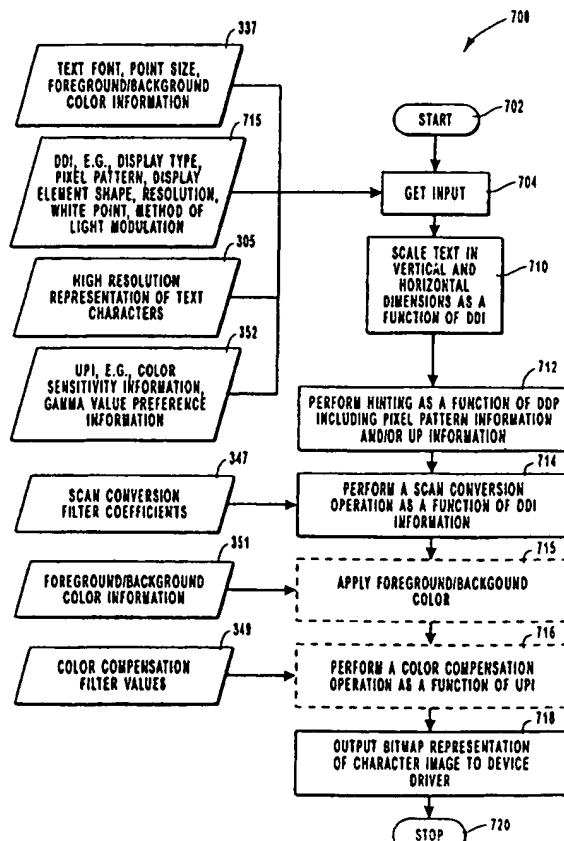 700
337
TEXT FONT, POINT SIZE,
FOREGROUND/BACKGROUND
COLOR INFORMATION
715
DDI, E.G., DISPLAY TYPE,
PIXEL PATTERN, DISPLAY
ELEMENT SHAPE, RESOLUTION,
WHITE POINT, METHOD OF
LIGHT MODULATION
305
HIGH RESOLUTION
REPRESENTATION OF TEXT
CHARACTERS
352
UPI, E.G., COLOR
SENSITIVITY INFORMATION,
GAMMA VALUE PREFERENCE
INFORMATION
702
START
GET INPUT
704
SCALE TEXT IN
VERTICAL AND
HORIZONTAL
DIMENSIONS AS A
FUNCTION OF DDI
710
712
PERFORM HINTING AS A FUNCTION OF DDP
INCLUDING PIXEL PATTERN INFORMATION
AND/OR UP INFORMATION
347
SCAN CONVERSION
FILTER COEFFICIENTS
714
PERFORM A SCAN CONVERSION
OPERATION AS A FUNCTION OF DDI
INFORMATION
351
FOREGROUND/BACKGROUND
COLOR INFORMATION
715
APPLY FOREGROUND/BACKGOUND
COLOR
349
COLOR COMPENSATION
FILTER VALUES
716
PERFORM A COLOR COMPENSATION
OPERATION AS A FUNCTION OF UPI
718
OUTPUT BITMAP REPRESENTATION
OF CHARACTER IMAGE TO DEVICE
DRIVER
STOP
720